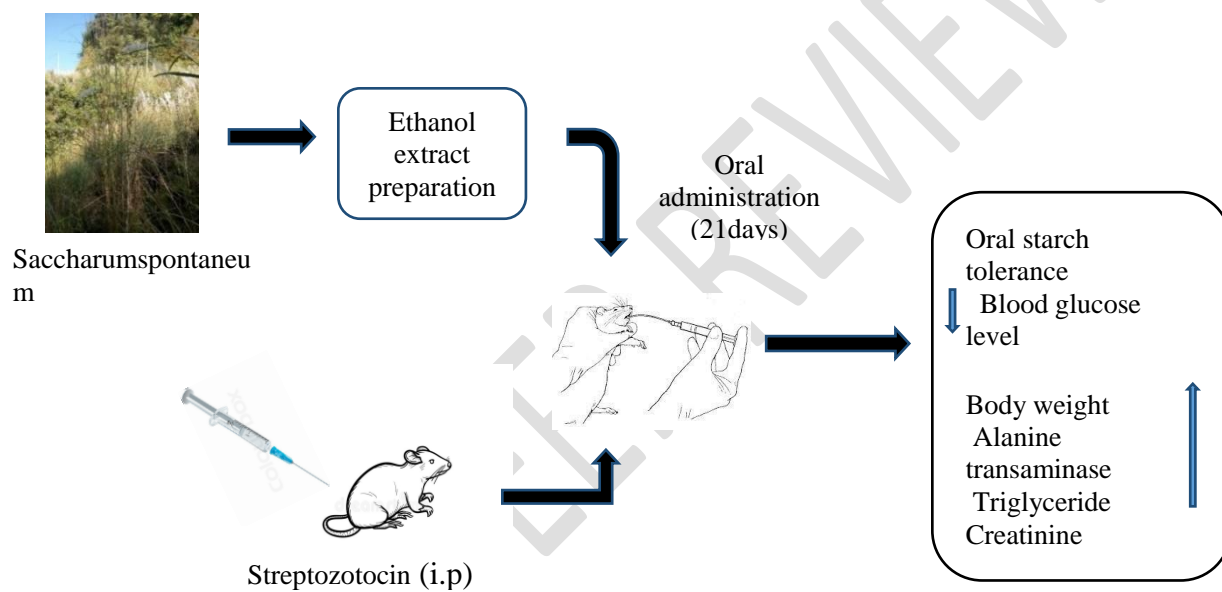 Ethanol
extract
preparation
Oral
administration
(21days)
Saccharumspontaneu
m
Streptozotocin (i.p)
Oral starch
tolerance
Blood glucose
level
Body weight
Alanine
transaminase
Triglyceride
Creatinine